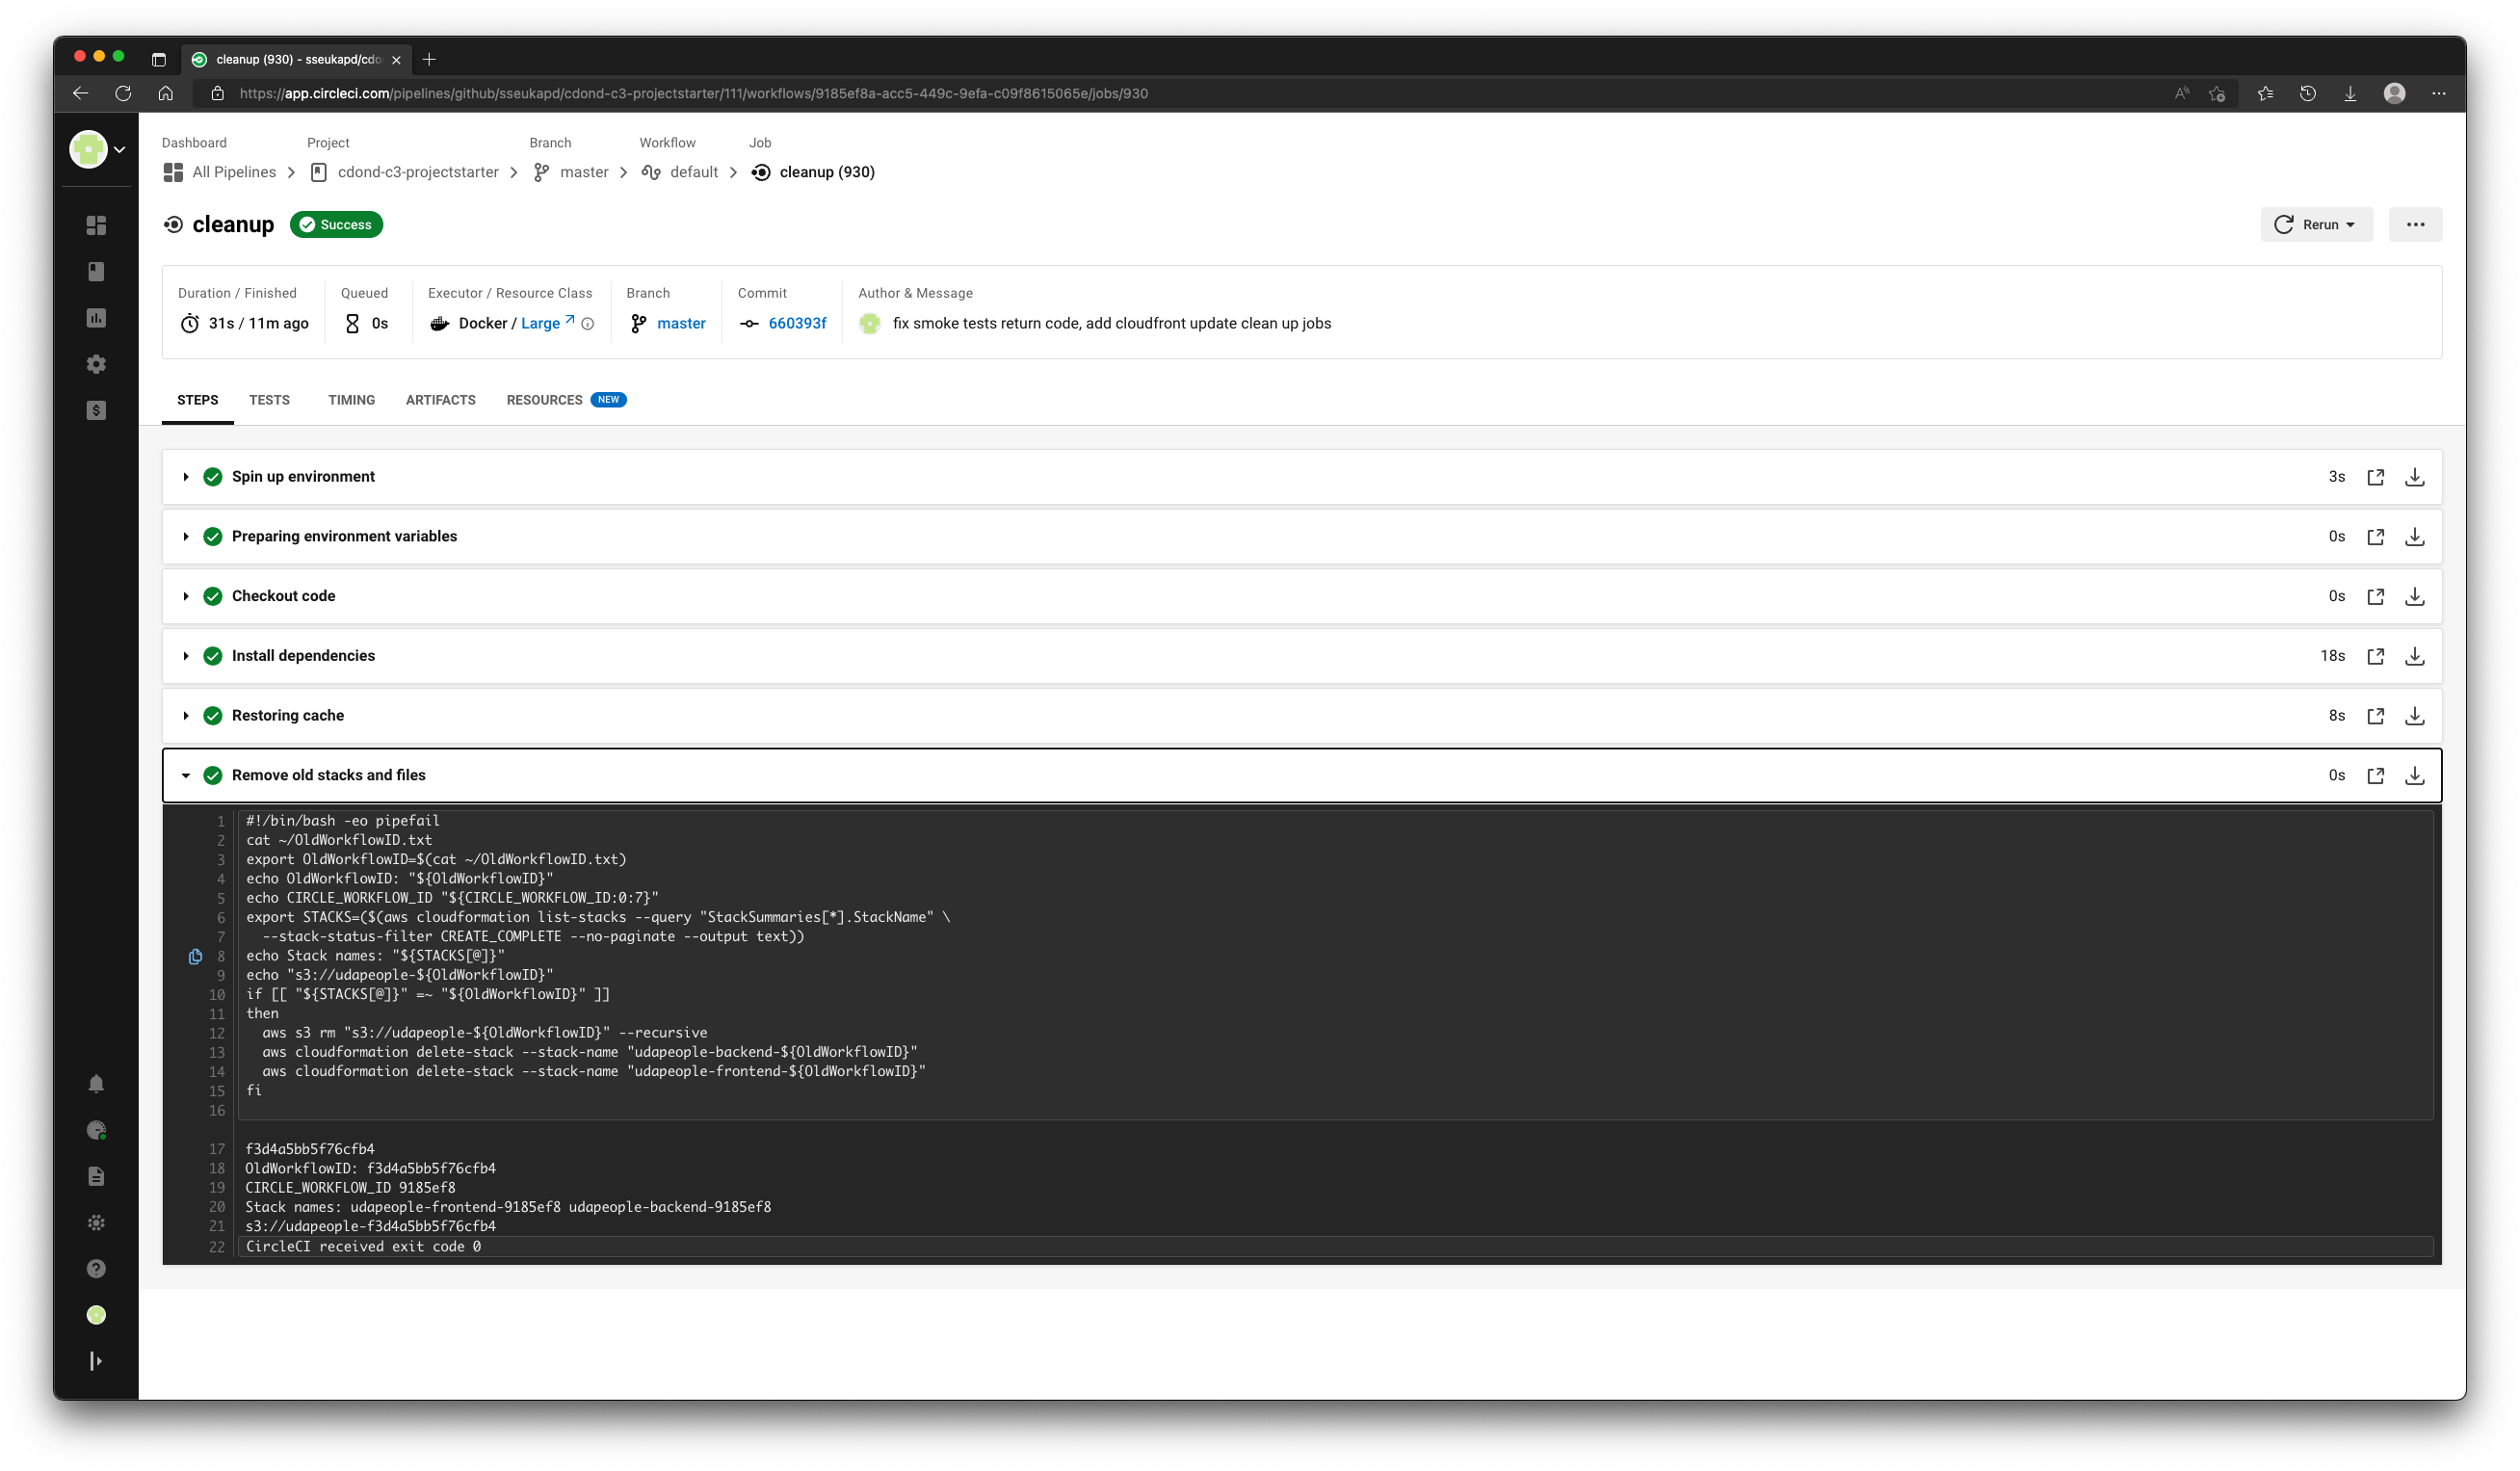 cleanup (930) - sseukapd/cdo
https://app.circleci.com/pipelines/github/sseukapd/cdond-c3-projectstarter/111/workflows/9185ef8a-acc5-449c-9efa-c09f8615065e/jobs/930
Dashboard Project Branch Workflow Job
All Pipelines cdond-c3-projectstarter master default cleanup (930)
cleanup Success Rerun
Duration / Finished Queued Executor / Resource Class Branch Commit Author & Message
31s / 11m ago 0s Docker / Large master 660393f fix smoke tests return code, add cloudfront update clean up jobs
STEPS TESTS TIMING ARTIFACTS RESOURCES NEW
Spin up environment 3s
Preparing environment variables 0s
Checkout code 0s
Install dependencies 18s
Restoring cache 8s
Remove old stacks and files 0s
1 #!/bin/bash -eo pipefail
2 cat ~/OldWorkflowID.txt
3 export OldWorkflowID=$(cat ~/OldWorkflowID.txt)
4 echo OldWorkflowID: "${OldWorkflowID}"
5 echo CIRCLE_WORKFLOW_ID "${CIRCLE_WORKFLOW_ID:0:7}"
6 export STACKS=($(aws cloudformation list-stacks --query "StackSummaries[*].StackName" \
7 --stack-status-filter CREATE_COMPLETE --no-paginate --output text))
8 echo Stack names: "${STACKS[@]}"
9 echo "s3://udapeople-${OldWorkflowID}"
10 if [[ "${STACKS[@]}" =~ "${OldWorkflowID}" ]]
11 then
12 aws s3 rm "s3://udapeople-${OldWorkflowID}" --recursive
13 aws cloudformation delete-stack --stack-name "udapeople-backend-${OldWorkflowID}"
14 aws cloudformation delete-stack --stack-name "udapeople-frontend-${OldWorkflowID}"
15 fi
16
17 f3d4a5bb5f76cfb4
18 OldWorkflowID: f3d4a5bb5f76cfb4
19 CIRCLE_WORKFLOW_ID 9185ef8
20 Stack names: udapeople-frontend-9185ef8 udapeople-backend-9185ef8
21 s3://udapeople-f3d4a5bb5f76cfb4
22 CircleCI received exit code 0